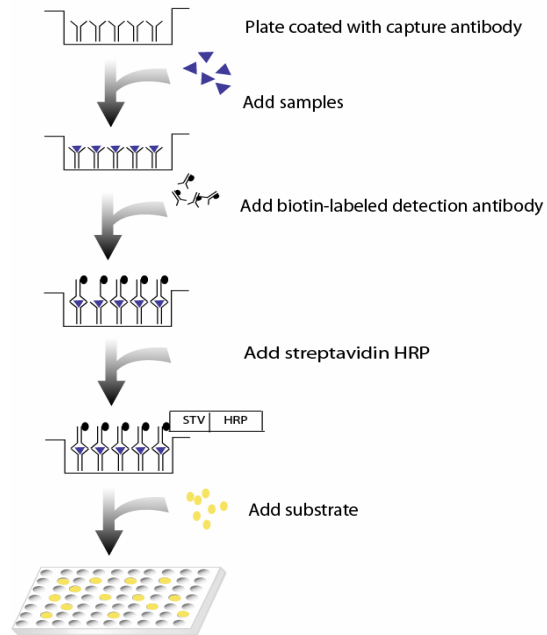 Plate coated with capture antibody
Add samples
Add biotin-labeled detection antibody
Add streptavidin HRP
STV HRP
Add substrate